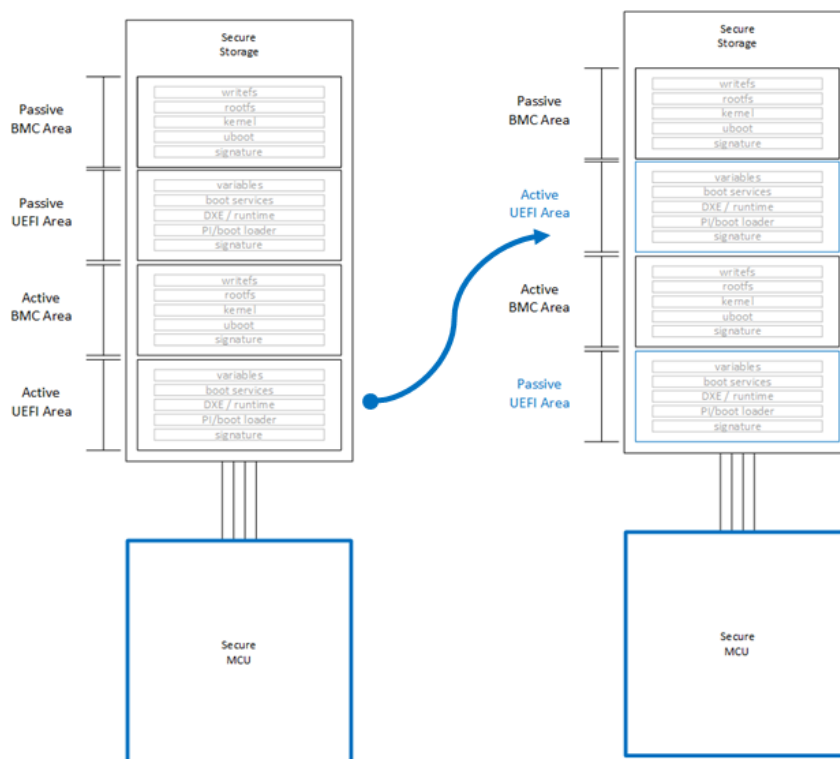 Secure
Storage
Passive
BMC Area
writefs
rootfs
kernel
uboot
signature
Passive
UEFI Area
variables
boot services
DXE / runtime
PI/boot loader
signature
Active
BMC Area
writefs
rootfs
kernel
uboot
signature
Active
UEFI Area
variables
boot services
DXE / runtime
PI/boot loader
signature
Secure
MCU
Secure
Storage
Passive
BMC Area
writefs
rootfs
kernel
uboot
signature
Active
UEFI Area
variables
boot services
DXE / runtime
PI/boot loader
signature
Active
BMC Area
writefs
rootfs
kernel
uboot
signature
Passive
UEFI Area
variables
boot services
DXE / runtime
PI/boot loader
signature
Secure
MCU